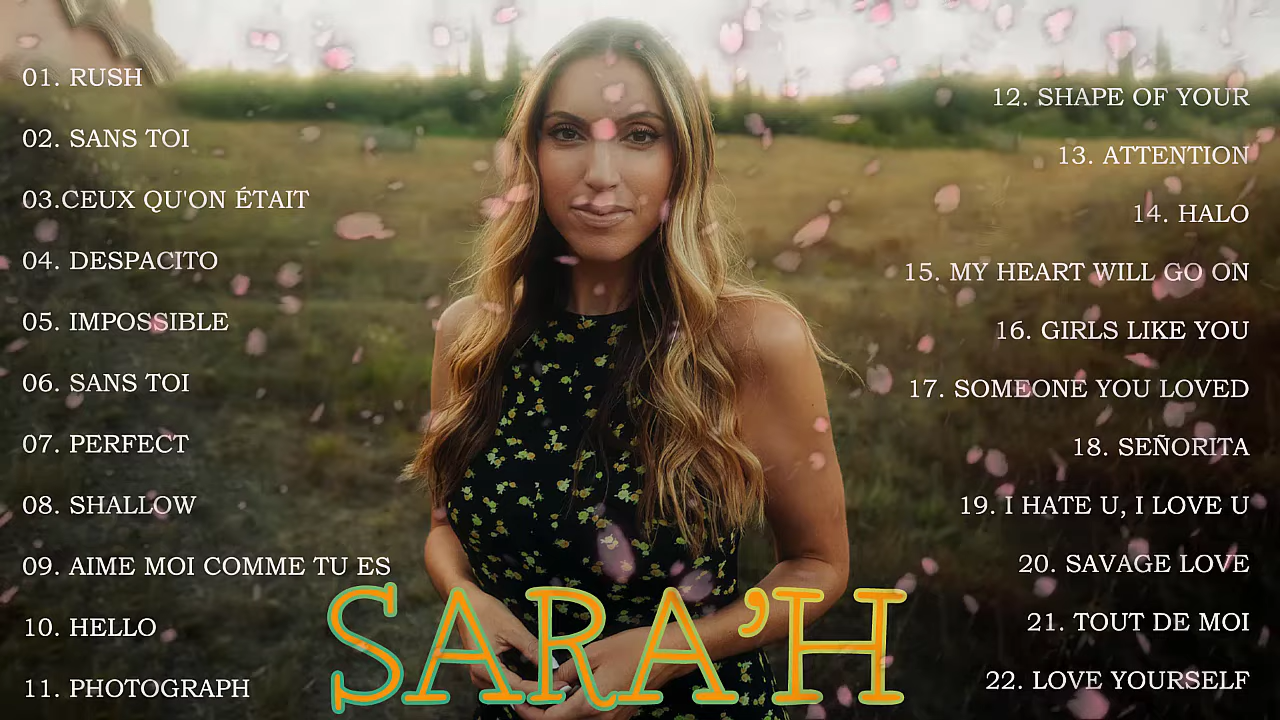 01. RUSH
02. SANS TOI
03.CEUX QU'ON ÉTAIT
04. DESPACITO
05. IMPOSSIBLE
06. SANS TOI
07. PERFECT
08. SHALLOW
09. AIME MOI COMME TU ES
10. HELLO
11. PHOTOGRAPH
12. SHAPE OF YOUR
13. ATTENTION
14. HALO
15. MY HEART WILL GO ON
16. GIRLS LIKE YOU
17. SOMEONE YOU LOVED
18. SEÑORITA
19. I HATE U, I LOVE U
20. SAVAGE LOVE
21. TOUT DE MOI
22. LOVE YOURSELF
SARA'H